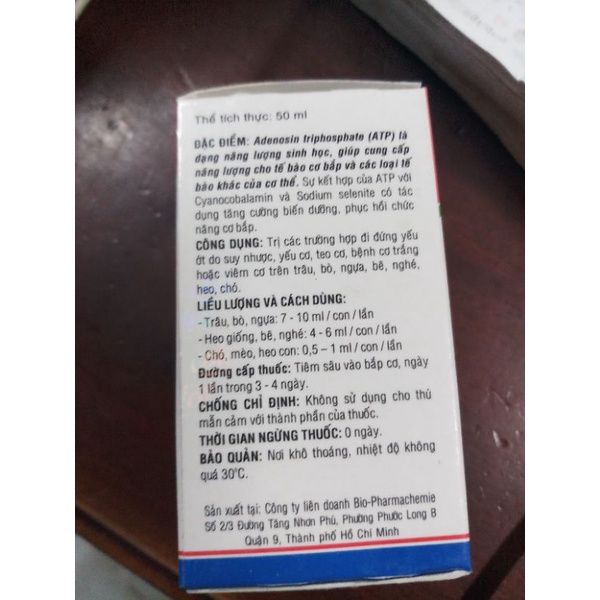 Thể tích thực: 50 ml
ĐẶC ĐIỂM: Adenosin triphosphate (ATP) là
dạng năng lượng sinh học, giúp cung cấp
năng lượng cho tế bào cơ bắp và các loại tế
bào khác của cơ thể. Sự kết hợp của ATP với
Cyanocobalamin và Sodium selenite có tác
dụng tăng cường biến dưỡng, phục hồi chức
năng cơ bắp.
CÔNG DỤNG: Trị các trường hợp đi đứng yếu
ớt do suy nhược, yếu cơ, teo cơ, bệnh cơ trắng
hoặc viêm cơ trên trâu, bò, ngựa, bê, nghé,
heo, chó.
LIỀU LƯỢNG VÀ CÁCH DÙNG:
- Trâu, bò, ngựa: 7 - 10 ml / con / lần
- Heo giống, bê, nghé: 4 - 6 ml / con / lần
- Chó, mèo, heo con: 0,5 – 1 ml / con / lần
Đường cấp thuốc: Tiêm sâu vào bắp cơ, ngày
1 lần trong 3 - 4 ngày.
CHỐNG CHỈ ĐỊNH: Không sử dụng cho thú
mẫn cảm với thành phần của thuốc.
THỜI GIAN NGỪNG THUỐC: 0 ngày.
BẢO QUẢN: Nơi khô thoáng, nhiệt độ không
quá 30°C.
Sản xuất tại: Công ty liên doanh Bio-Pharmachemie
Số 2/3 Đường Tăng Nhơn Phú, Phường Phước Long B
Quận 9, Thành phố Hồ Chí Minh